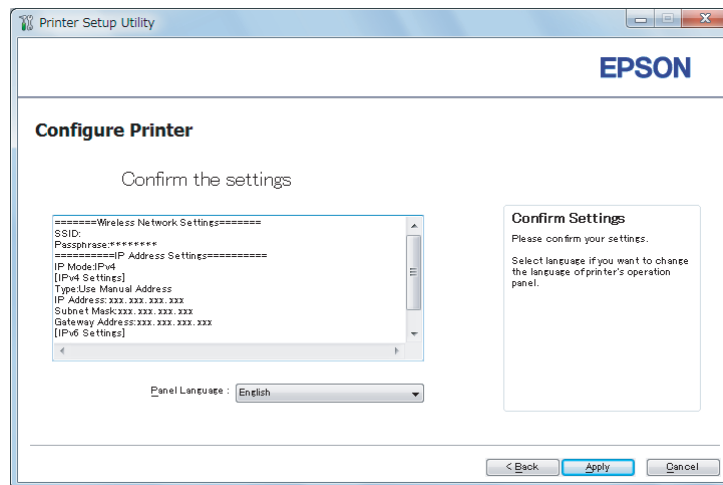 Printer Setup Utility
EPSON
Configure Printer
Confirm the settings
=======Wireless Network Settings=======
SSID:
Passphrase:********
==========IP Address Settings==========
IP Mode:IPv4
[IPv4 Settings]
Type:Use Manual Address
IP Address:xxx.xxx.xxx.xxx
Subnet Mask:xxx.xxx.xxx.xxx
Gateway Address:xxx.xxx.xxx.xxx
[IPv6 Settings]
Panel Language : English
Confirm Settings
Please confirm your settings.
Select language if you want to change
the language of printer's operation
panel.
< Back Apply Cancel